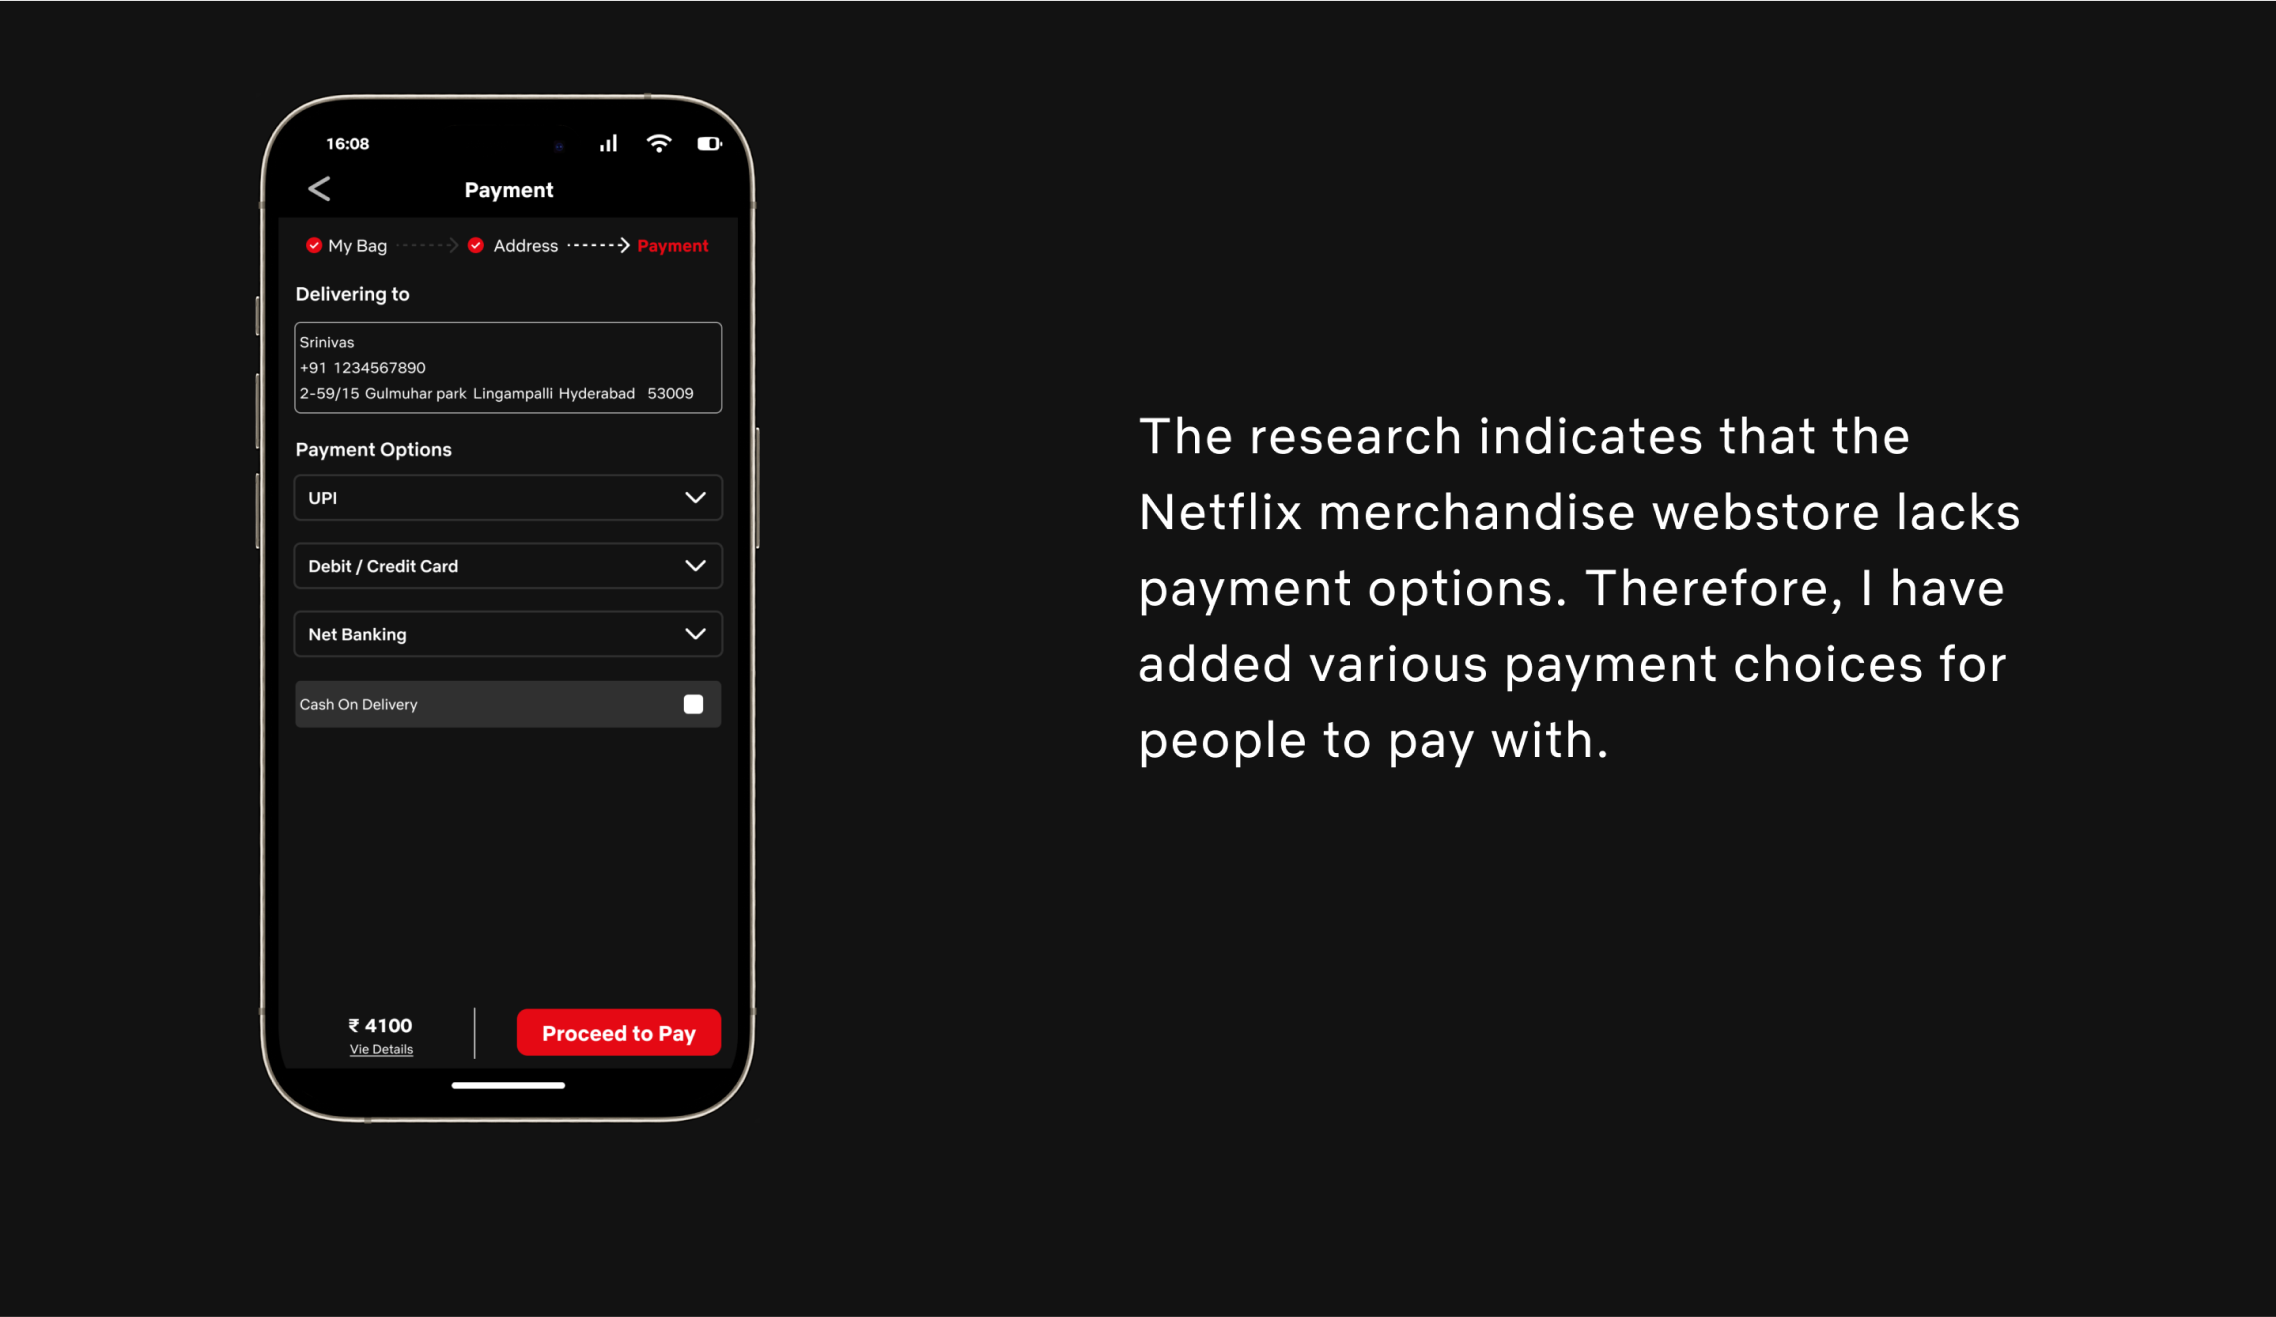 16:08
Payment
My Bag Address Payment
Delivering to
Srinivas
+91 1234567890
2-59/15 Gulmuhar park Lingampalli Hyderabad 53009
Payment Options
UPI
Debit / Credit Card
Net Banking
Cash On Delivery
₹ 4100
Vie Details
Proceed to Pay
The research indicates that the
Netflix merchandise webstore lacks
payment options. Therefore, I have
added various payment choices for
people to pay with.